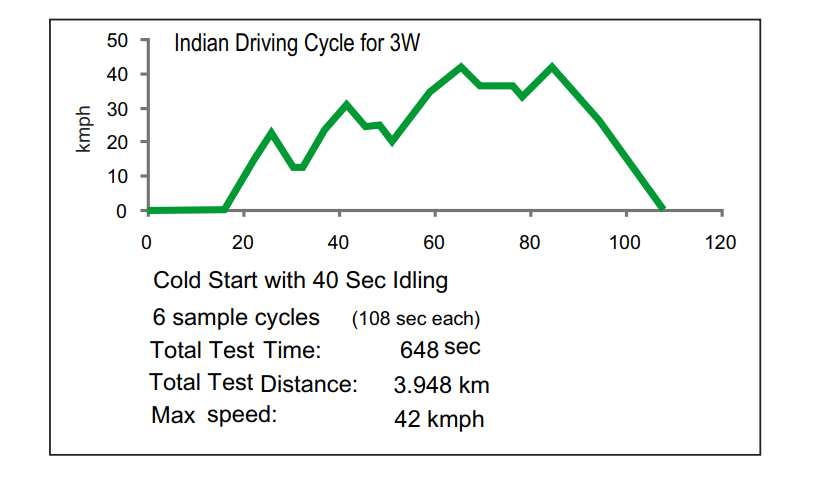 Indian Driving Cycle for 3W
50
40
30
20
10
0
kmph
0 20 40 60 80 100 120
Cold Start with 40 Sec Idling
6 sample cycles (108 sec each)
Total Test Time: 648 sec
Total Test Distance: 3.948 km
Max speed: 42 kmph